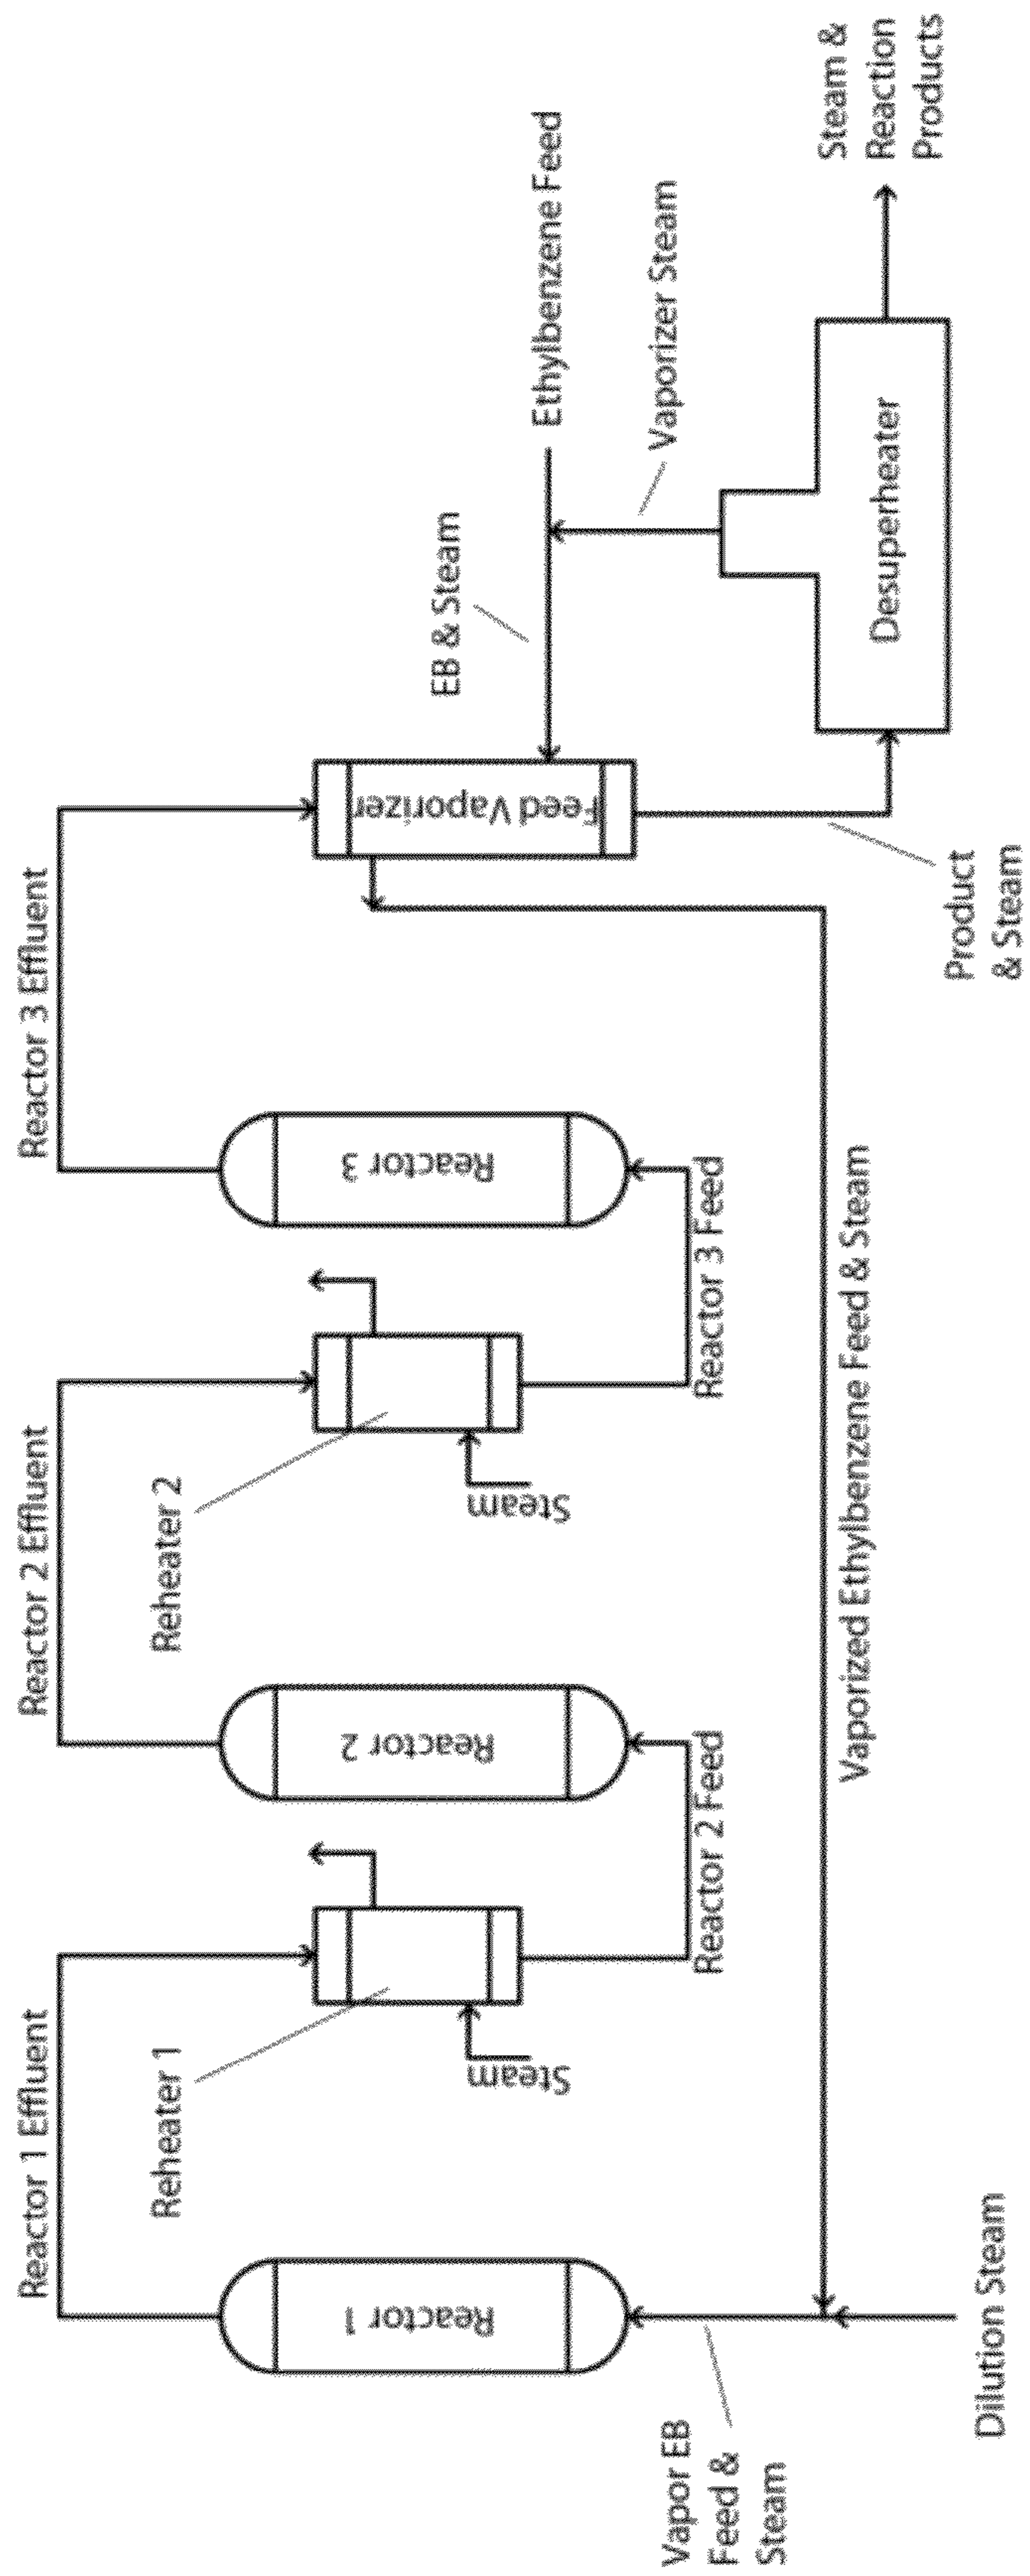 Reactor 1 Effluent
Reactor 2 Effluent
Reactor 3 Effluent
Reheater 1
Reheater 2
Reactor 1
Steam
Reactor 2
Steam
Reactor 3
Feed Vaporizer
EB & Steam
Ethylbenzene Feed
Vaporizer Steam
Vapor EB
Feed &
Steam
Reactor 2 Feed
Reactor 3 Feed
Vaporized Ethylbenzene Feed & Steam
Desuperheater
Steam &
Reaction
Products
Product
& Steam
Dilution Steam